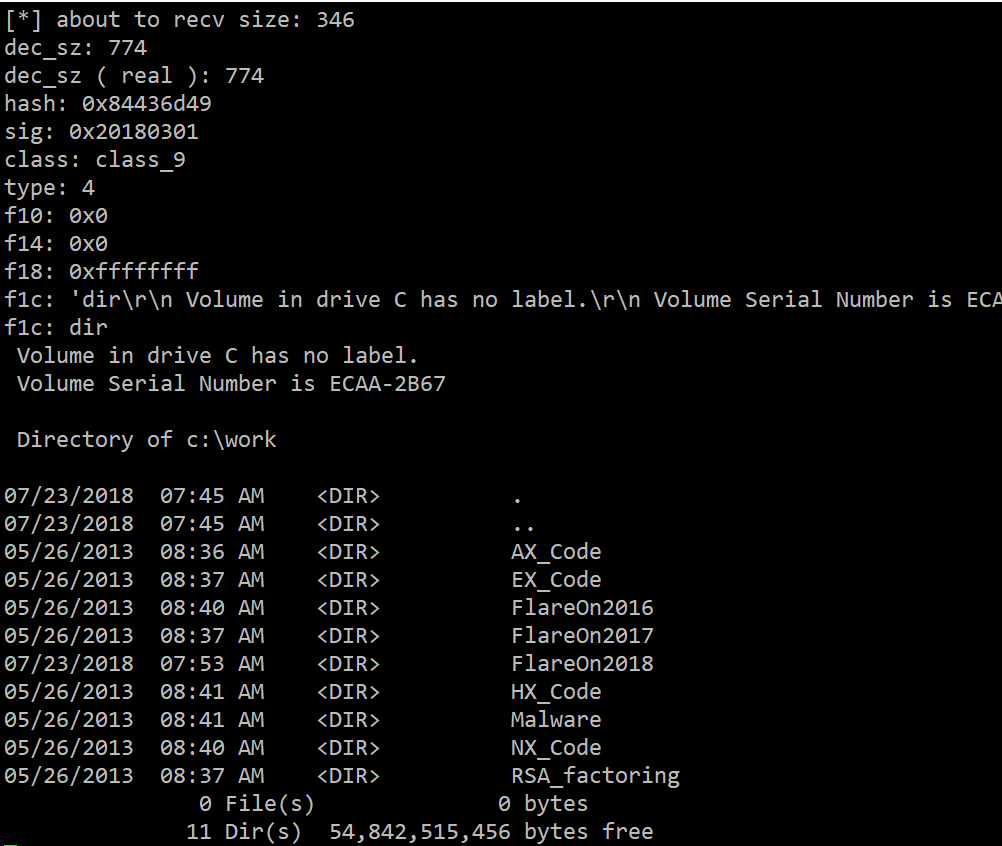 [*] about to recv size: 346
dec_sz: 774
dec_sz ( real ): 774
hash: 0x84436d49
sig: 0x20180301
class: class_9
type: 4
f10: 0x0
f14: 0x0
f18: 0xffffffff
f1c: 'dir\r\n Volume in drive C has no label.\r\n Volume Serial Number is ECA
f1c: dir
 Volume in drive C has no label.
 Volume Serial Number is ECAA-2B67

 Directory of c:\work

07/23/2018  07:45 AM    <DIR>          .
07/23/2018  07:45 AM    <DIR>          ..
05/26/2013  08:36 AM    <DIR>          AX_Code
05/26/2013  08:37 AM    <DIR>          EX_Code
05/26/2013  08:40 AM    <DIR>          FlareOn2016
05/26/2013  08:37 AM    <DIR>          FlareOn2017
07/23/2018  07:53 AM    <DIR>          FlareOn2018
05/26/2013  08:41 AM    <DIR>          HX_Code
05/26/2013  08:41 AM    <DIR>          Malware
05/26/2013  08:40 AM    <DIR>          NX_Code
05/26/2013  08:37 AM    <DIR>          RSA_factoring
               0 File(s)              0 bytes
              11 Dir(s)  54,842,515,456 bytes free